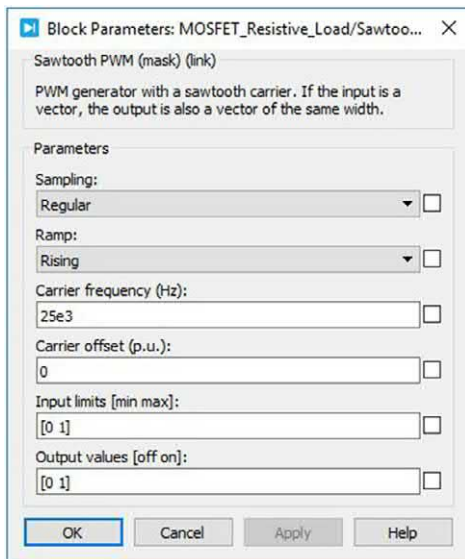 Block Parameters: MOSFET_Resistive_Load/Sawtoo...
Sawtooth PWM (mask) (link)
PWM generator with a sawtooth carrier. If the input is a
vector, the output is also a vector of the same width.
Parameters
Sampling:
Regular
Ramp:
Rising
Carrier frequency (Hz):
25e3
Carrier offset (p.u.):
0
Input limits [min max]:
[0 1]
Output values [off on]:
[0 1]
OK Cancel Apply Help